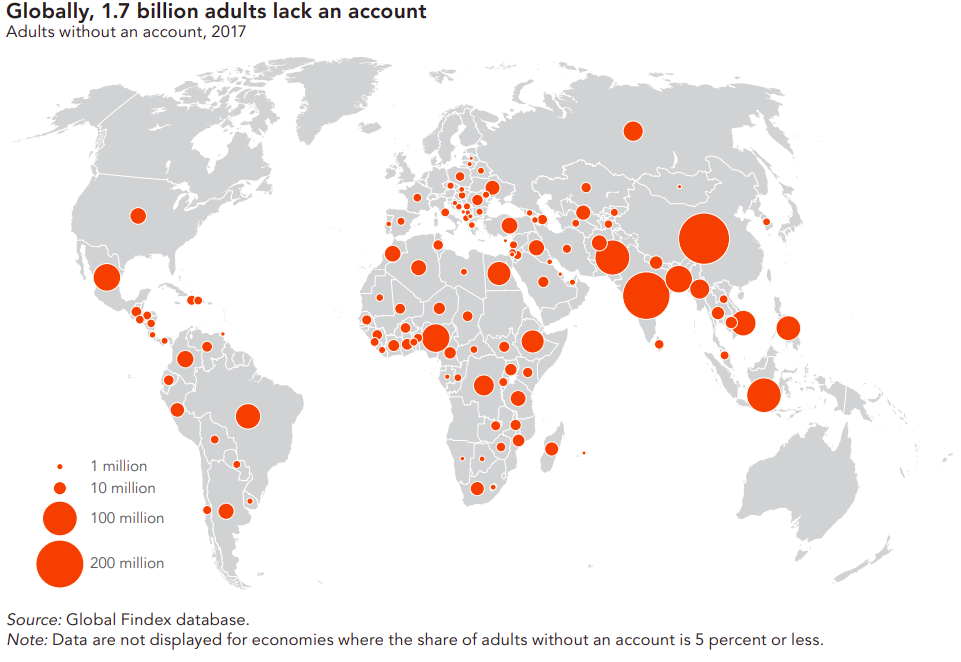 Globally, 1.7 billion adults lack an account
Adults without an account, 2017
1 million
10 million
100 million
200 million
Source: Global Findex database.
Note: Data are not displayed for economies where the share of adults without an account is 5 percent or less.